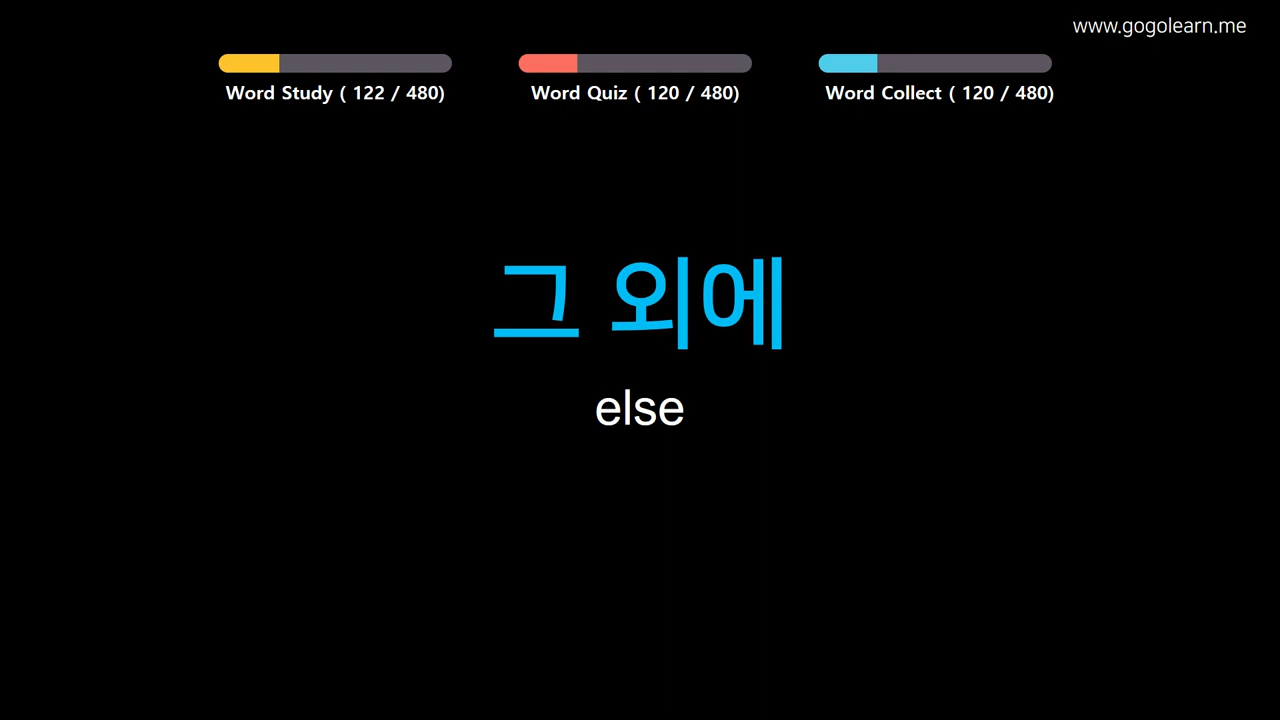 www.gogolearn.me
Word Study ( 122 / 480)
Word Quiz ( 120 / 480)
Word Collect ( 120 / 480)
그 외에
else